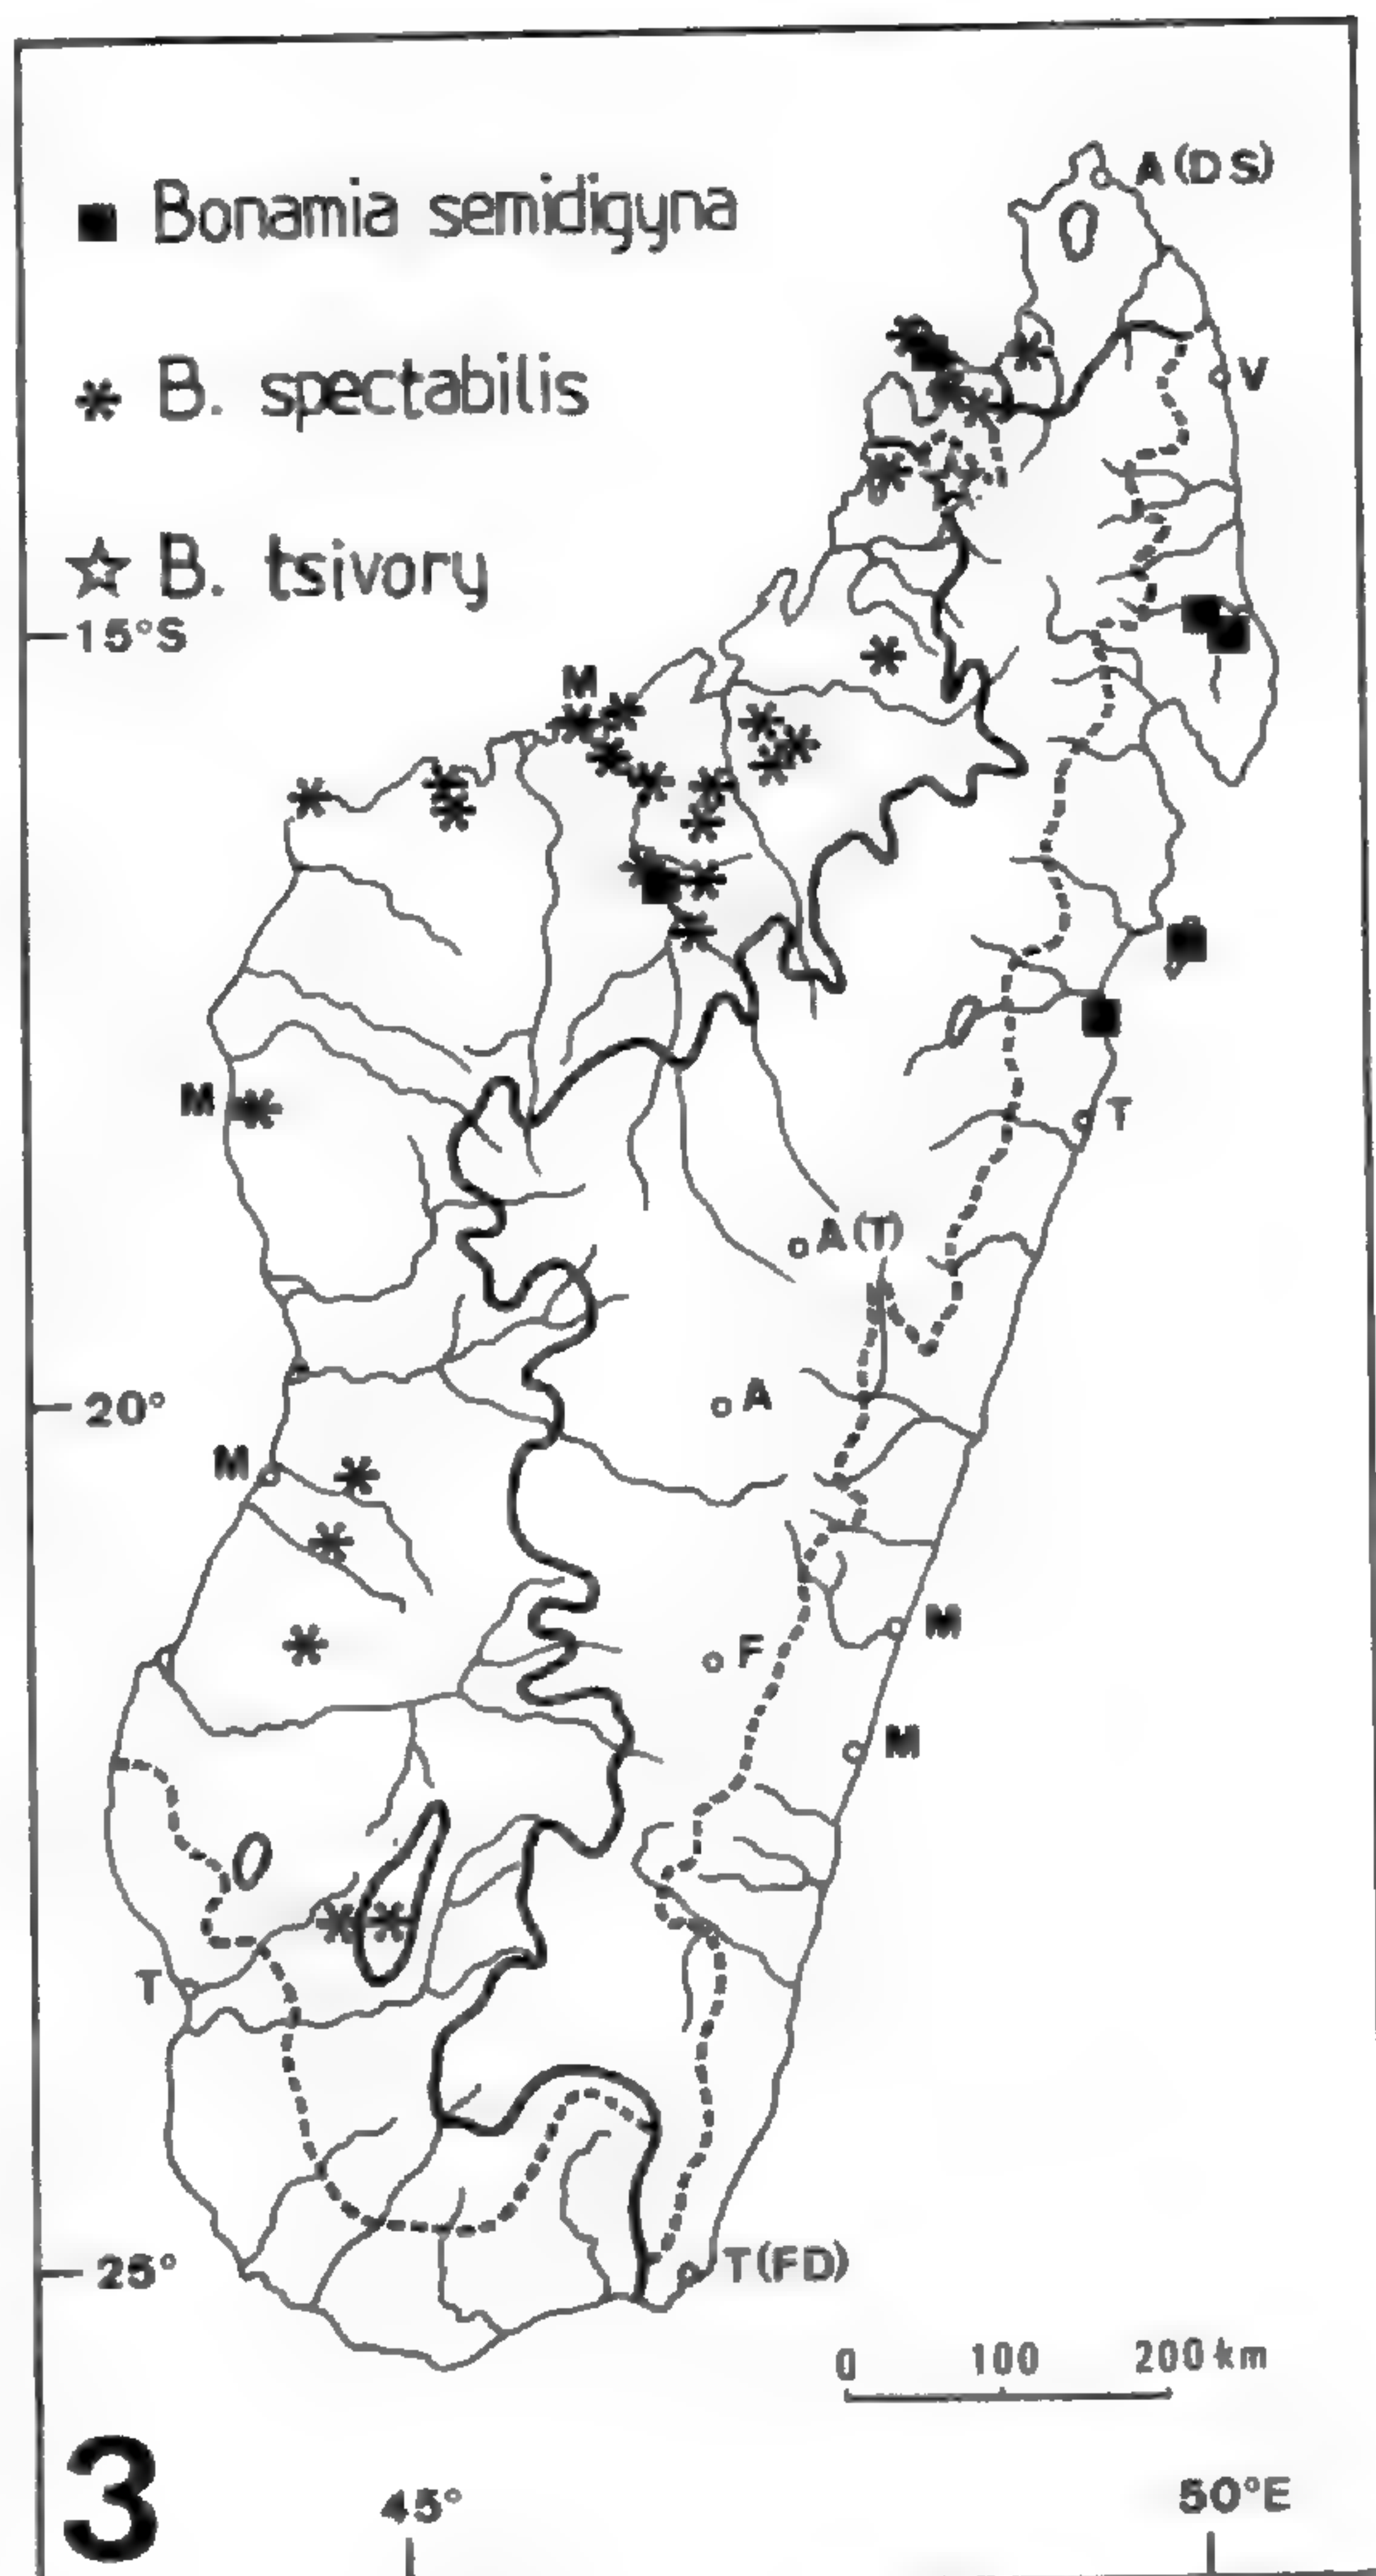 A(DS)
■ Bonamia semidigyna
V
* B. spectabilis
☆ B. tsivory
15°S
M
M
T
A(T)
20°
A
M
M
F
M
T
25°
T(FD)
0 100 200 km
3
45° 50°E